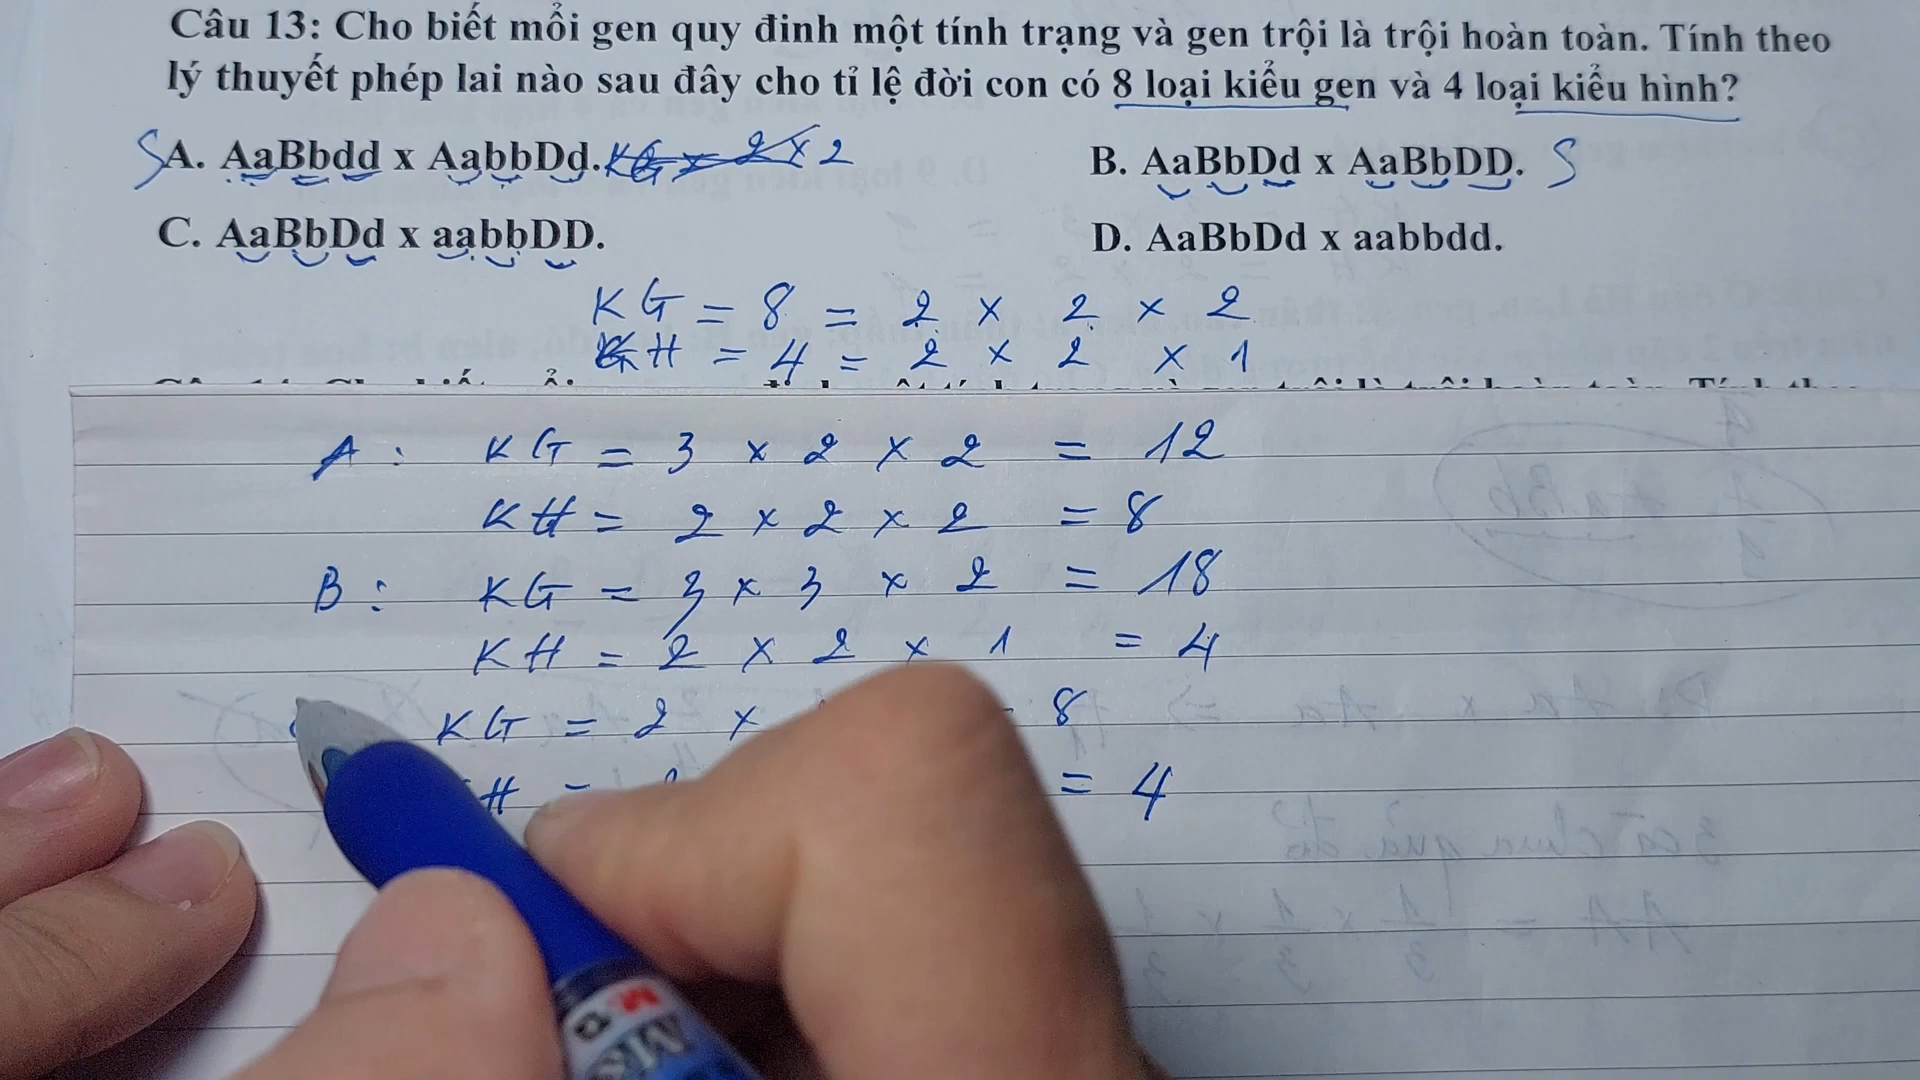 Câu 13: Cho biết mỗi gen quy đinh một tính trạng và gen trội là trội hoàn toàn. Tính theo
lý thuyết phép lai nào sau đây cho tỉ lệ đời con có 8 loại kiểu gen và 4 loại kiểu hình?
S A. AaBbdd x AabbDd. KG = 2 x 2
B. AaBbDd x AaBbDD. S
C. AaBbDd x aabbDD.
D. AaBbDd x aabbdd.
KG = 8 = 2 x 2 x 2
KH = 4 = 2 x 2 x 1
A: KG = 3 x 2 x 2 = 12
KH = 2 x 2 x 2 = 8
B: KG = 3 x 3 x 2 = 18
KH = 2 x 2 x 1 = 4
KG = 2 x 8
H = = 4